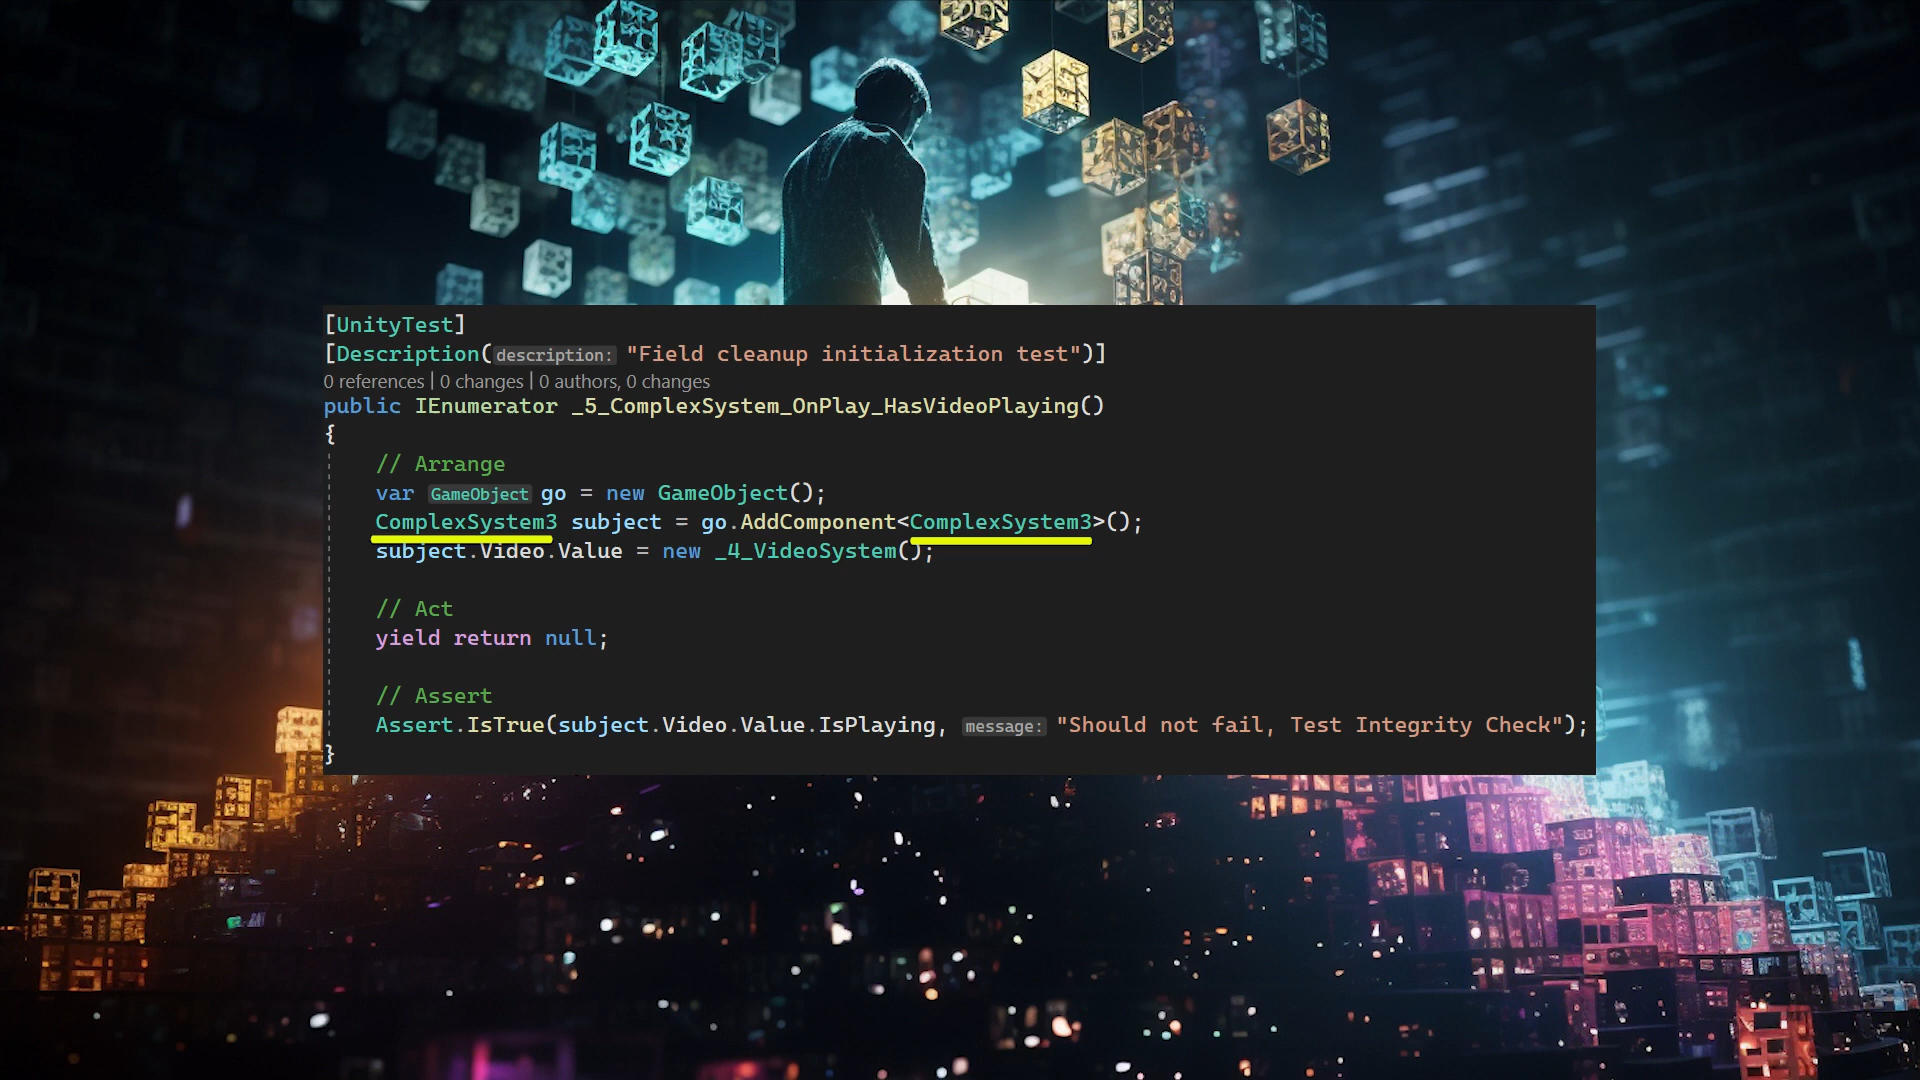 [UnityTest]
[Description(description: "Field cleanup initialization test")]
0 references | 0 changes | 0 authors, 0 changes
public IEnumerator _5_ComplexSystem_OnPlay_HasVideoPlaying()
{
// Arrange
var GameObject go = new GameObject();
ComplexSystem3 subject = go.AddComponent<ComplexSystem3>();
subject.Video.Value = new _4_VideoSystem();
// Act
yield return null;
// Assert
Assert.IsTrue(subject.Video.Value.IsPlaying, message: "Should not fail, Test Integrity Check");
}